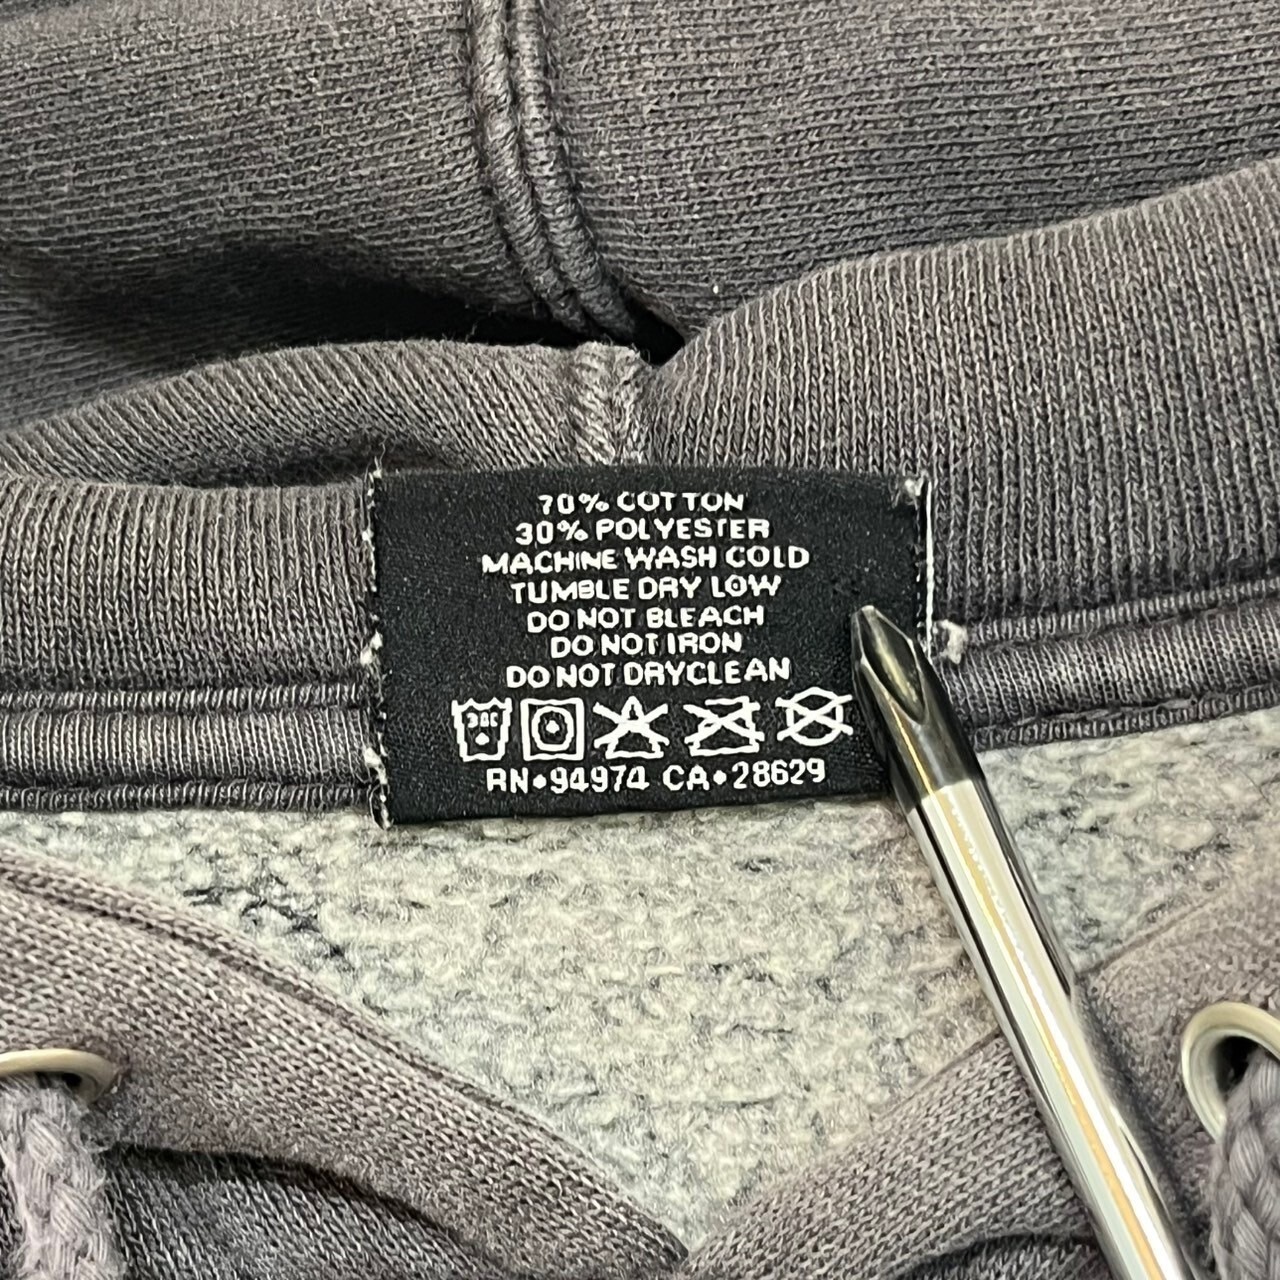 70% COTTON
30% POLYESTER
MACHINE WASH COLD
TUMBLE DRY LOW
DO NOT BLEACH
DO NOT IRON
DO NOT DRYCLEAN
30C
RN•94974 CA•28629